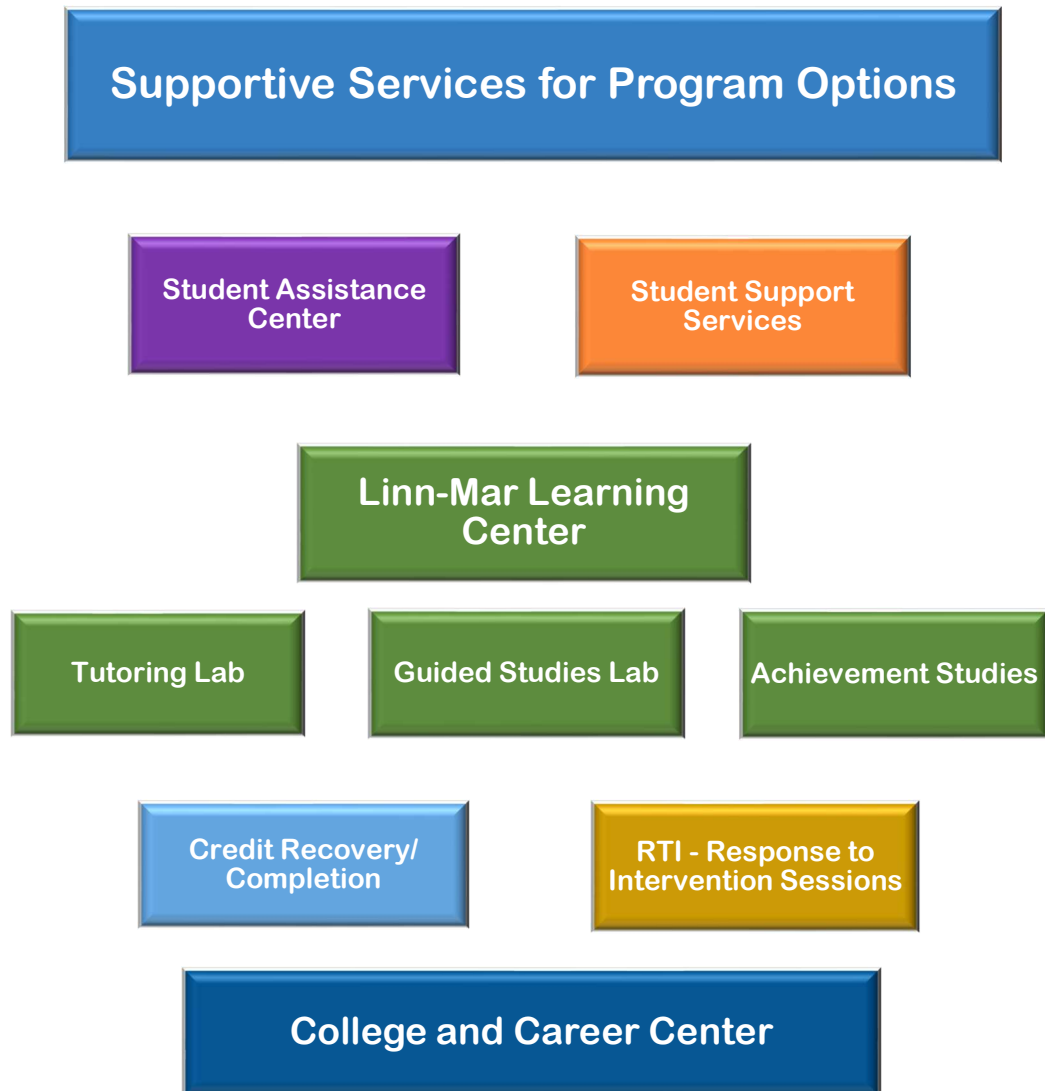 Supportive Services for Program Options
Student Assistance
Center
Student Support
Services
Linn-Mar Learning
Center
Tutoring Lab
Guided Studies Lab
Achievement Studies
Credit Recovery/
Completion
RTI - Response to
Intervention Sessions
College and Career Center